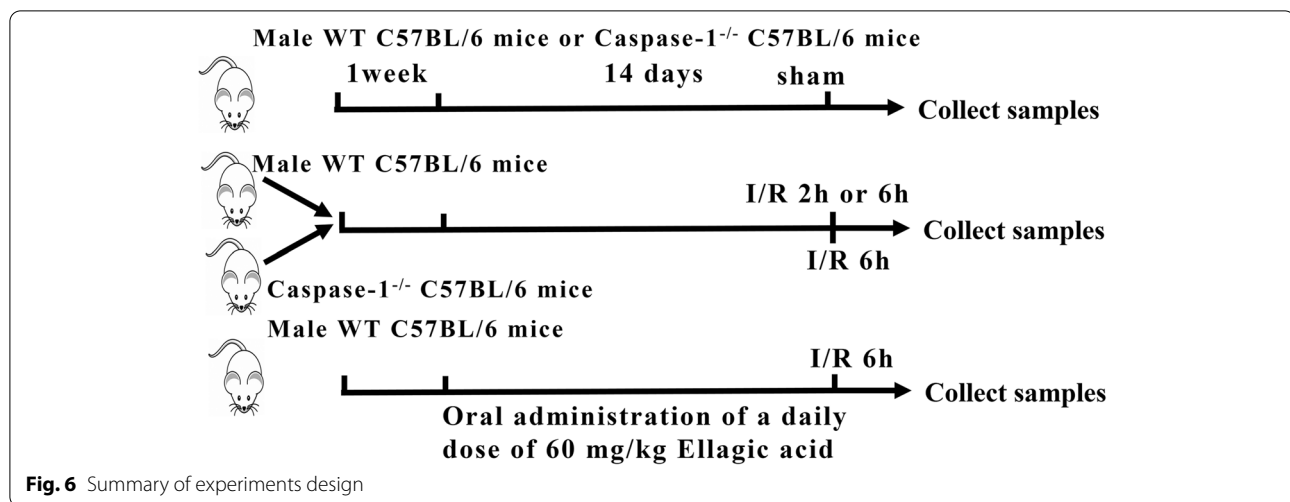 Male WT C57BL/6 mice or Caspase-1-/- C57BL/6 mice
1week 14 days sham
Collect samples
Male WT C57BL/6 mice
I/R 2h or 6h
Collect samples
I/R 6h
Caspase-1-/- C57BL/6 mice
Male WT C57BL/6 mice
I/R 6h
Collect samples
Oral administration of a daily
dose of 60 mg/kg Ellagic acid
Fig. 6 Summary of experiments design